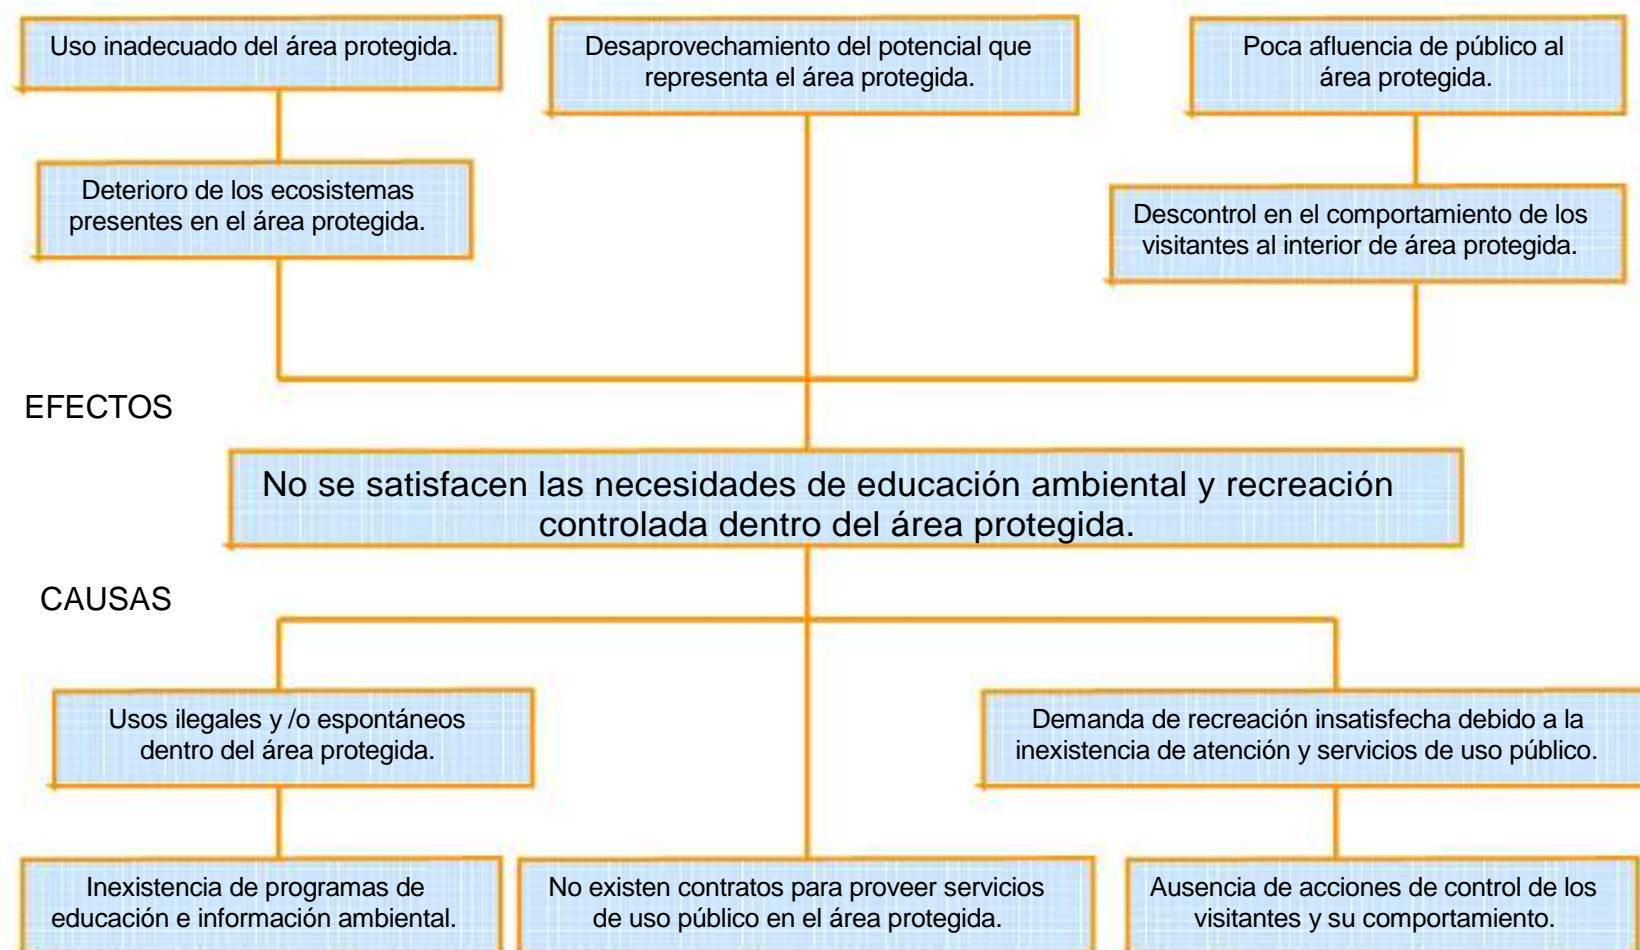 Uso inadecuado del área protegida.
Desaprovechamiento del potencial que
representa el área protegida.
Poca afluencia de público al
área protegida.
Deterioro de los ecosistemas
presentes en el área protegida.
Descontrol en el comportamiento de los
visitantes al interior de área protegida.
EFECTOS
No se satisfacen las necesidades de educación ambiental y recreación
controlada dentro del área protegida.
CAUSAS
Usos ilegales y /o espontáneos
dentro del área protegida.
Demanda de recreación insatisfecha debido a la
inexistencia de atención y servicios de uso público.
Inexistencia de programas de
educación e información ambiental.
No existen contratos para proveer servicios
de uso público en el área protegida.
Ausencia de acciones de control de los
visitantes y su comportamiento.